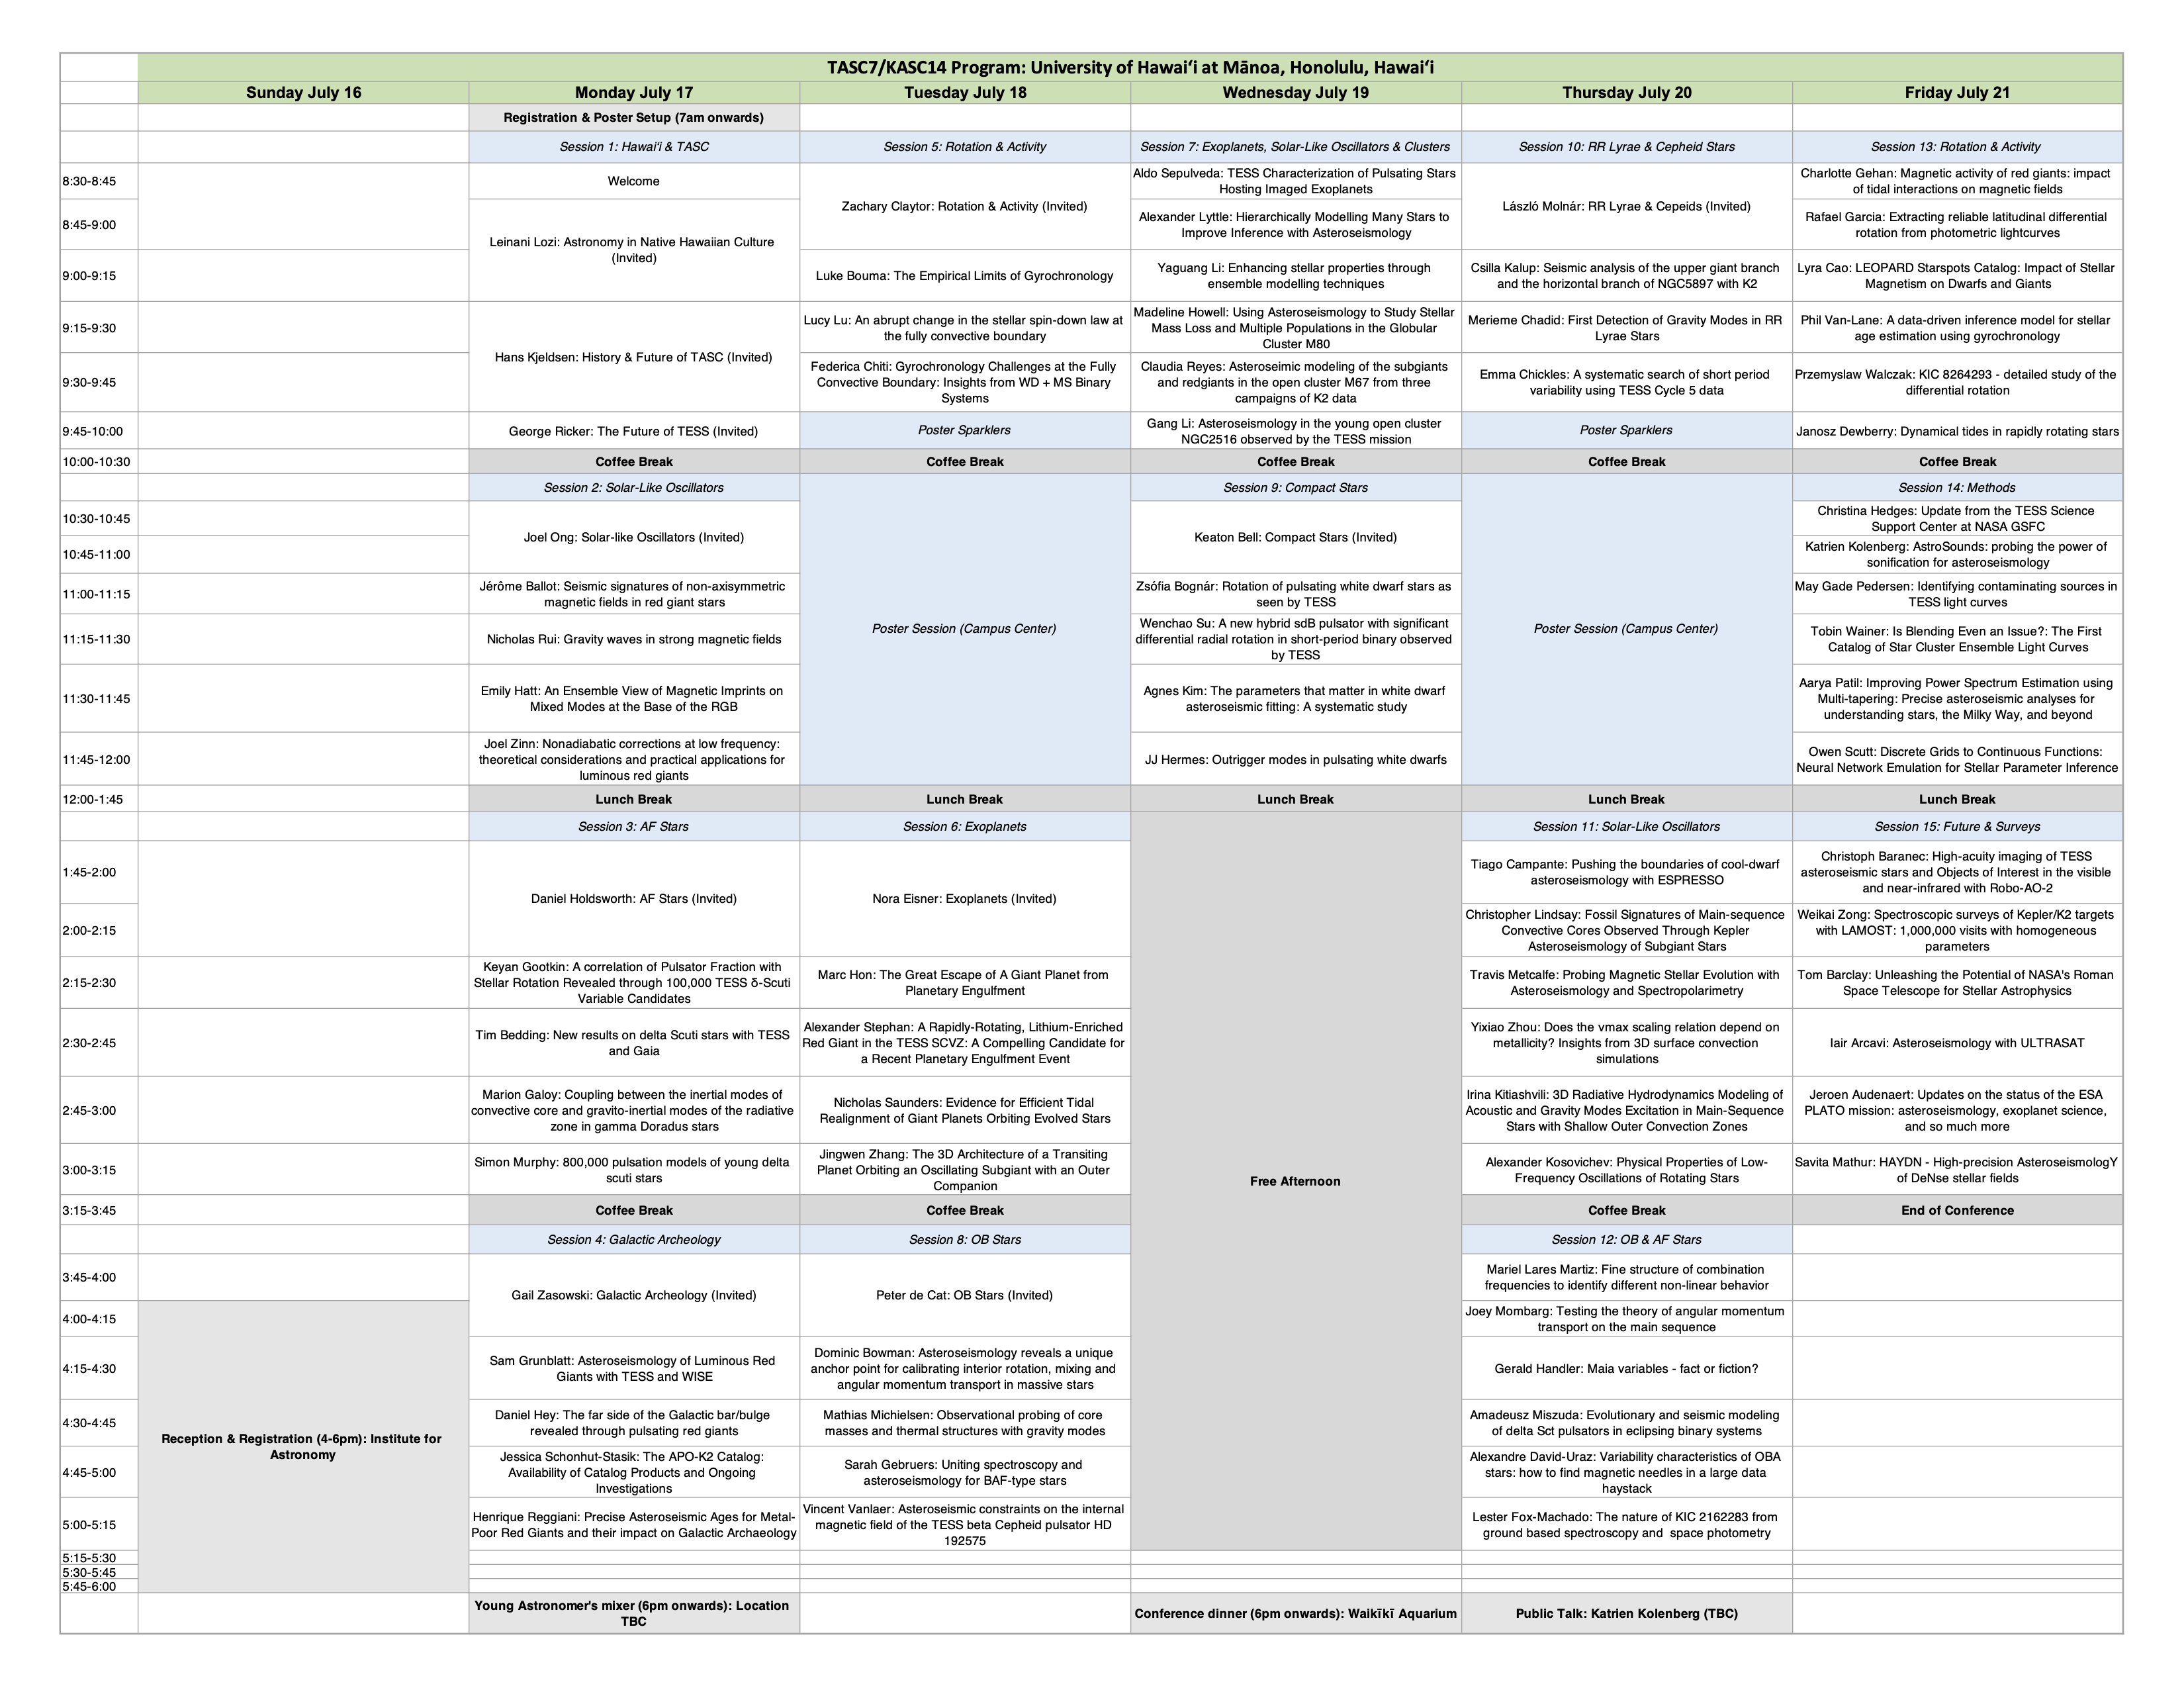 TASC7/KASC14 Program: University of Hawai‘i at Mānoa, Honolulu, Hawai‘i
Sunday July 16
Monday July 17
Tuesday July 18
Wednesday July 19
Thursday July 20
Friday July 21
Registration & Poster Setup (7am onwards)
Session 1: Hawai'i & TASC
Session 5: Rotation & Activity
Session 7: Exoplanets, Solar-Like Oscillators & Clusters
Session 10: RR Lyrae & Cepheid Stars
Session 13: Rotation & Activity
8:30-8:45
Welcome
Zachary Claytor: Rotation & Activity (Invited)
Aldo Sepulveda: TESS Characterization of Pulsating Stars
Hosting Imaged Exoplanets
László Molnár: RR Lyrae & Cepeids (Invited)
Charlotte Gehan: Magnetic activity of red giants: impact
of tidal interactions on magnetic fields
8:45-9:00
Leinani Lozi: Astronomy in Native Hawaiian Culture
(Invited)
Alexander Lyttle: Hierarchically Modelling Many Stars to
Improve Inference with Asteroseismology
Rafael Garcia: Extracting reliable latitudinal differential
rotation from photometric lightcurves
9:00-9:15
Luke Bouma: The Empirical Limits of Gyrochronology
Yaguang Li: Enhancing stellar properties through
ensemble modelling techniques
Csilla Kalup: Seismic analysis of the upper giant branch
and the horizontal branch of NGC5897 with K2
Lyra Cao: LEOPARD Starspots Catalog: Impact of Stellar
Magnetism on Dwarfs and Giants
9:15-9:30
Hans Kjeldsen: History & Future of TASC (Invited)
Lucy Lu: An abrupt change in the stellar spin-down law at
the fully convective boundary
Madeline Howell: Using Asteroseismology to Study Stellar
Mass Loss and Multiple Populations in the Globular
Cluster M80
Merieme Chadid: First Detection of Gravity Modes in RR
Lyrae Stars
Phil Van-Lane: A data-driven inference model for stellar
age estimation using gyrochronology
9:30-9:45
Federica Chiti: Gyrochronology Challenges at the Fully
Convective Boundary: Insights from WD + MS Binary
Systems
Claudia Reyes: Asteroseimic modeling of the subgiants
and redgiants in the open cluster M67 from three
campaigns of K2 data
Emma Chickles: A systematic search of short period
variability using TESS Cycle 5 data
Przemyslaw Walczak: KIC 8264293 - detailed study of the
differential rotation
9:45-10:00
George Ricker: The Future of TESS (Invited)
Poster Sparklers
Gang Li: Asteroseismology in the young open cluster
NGC2516 observed by the TESS mission
Poster Sparklers
Janosz Dewberry: Dynamical tides in rapidly rotating stars
10:00-10:30
Coffee Break
Coffee Break
Coffee Break
Coffee Break
Coffee Break
Session 2: Solar-Like Oscillators
Session 9: Compact Stars
Session 14: Methods
10:30-10:45
Joel Ong: Solar-like Oscillators (Invited)
Poster Session (Campus Center)
Keaton Bell: Compact Stars (Invited)
Poster Session (Campus Center)
Christina Hedges: Update from the TESS Science
Support Center at NASA GSFC
10:45-11:00
Katrien Kolenberg: AstroSounds: probing the power of
sonification for asteroseismology
11:00-11:15
Jérôme Ballot: Seismic signatures of non-axisymmetric
magnetic fields in red giant stars
Zsófia Bognár: Rotation of pulsating white dwarf stars as
seen by TESS
May Gade Pedersen: Identifying contaminating sources in
TESS light curves
11:15-11:30
Nicholas Rui: Gravity waves in strong magnetic fields
Wenchao Su: A new hybrid sdB pulsator with significant
differential radial rotation in short-period binary observed
by TESS
Tobin Wainer: Is Blending Even an Issue?: The First
Catalog of Star Cluster Ensemble Light Curves
11:30-11:45
Emily Hatt: An Ensemble View of Magnetic Imprints on
Mixed Modes at the Base of the RGB
Agnes Kim: The parameters that matter in white dwarf
asteroseismic fitting: A systematic study
Aarya Patil: Improving Power Spectrum Estimation using
Multi-tapering: Precise asteroseismic analyses for
understanding stars, the Milky Way, and beyond
11:45-12:00
Joel Zinn: Nonadiabatic corrections at low frequency:
theoretical considerations and practical applications for
luminous red giants
JJ Hermes: Outrigger modes in pulsating white dwarfs
Owen Scutt: Discrete Grids to Continuous Functions:
Neural Network Emulation for Stellar Parameter Inference
12:00-1:45
Lunch Break
Lunch Break
Lunch Break
Lunch Break
Lunch Break
Session 3: AF Stars
Session 6: Exoplanets
Session 11: Solar-Like Oscillators
Session 15: Future & Surveys
1:45-2:00
Daniel Holdsworth: AF Stars (Invited)
Nora Eisner: Exoplanets (Invited)
Tiago Campante: Pushing the boundaries of cool-dwarf
asteroseismology with ESPRESSO
Christoph Baranec: High-acuity imaging of TESS
asteroseismic stars and Objects of Interest in the visible
and near-infrared with Robo-AO-2
2:00-2:15
Christopher Lindsay: Fossil Signatures of Main-sequence
Convective Cores Observed Through Kepler
Asteroseismology of Subgiant Stars
Weikai Zong: Spectroscopic surveys of Kepler/K2 targets
with LAMOST: 1,000,000 visits with homogeneous
parameters
2:15-2:30
Keyan Gootkin: A correlation of Pulsator Fraction with
Stellar Rotation Revealed through 100,000 TESS δ-Scuti
Variable Candidates
Marc Hon: The Great Escape of A Giant Planet from
Planetary Engulfment
Travis Metcalfe: Probing Magnetic Stellar Evolution with
Asteroseismology and Spectropolarimetry
Tom Barclay: Unleashing the Potential of NASA's Roman
Space Telescope for Stellar Astrophysics
2:30-2:45
Tim Bedding: New results on delta Scuti stars with TESS
and Gaia
Alexander Stephan: A Rapidly-Rotating, Lithium-Enriched
Red Giant in the TESS SCVZ: A Compelling Candidate for
a Recent Planetary Engulfment Event
Yixiao Zhou: Does the νmax scaling relation depend on
metallicity? Insights from 3D surface convection
simulations
Iair Arcavi: Asteroseismology with ULTRASAT
2:45-3:00
Marion Galoy: Coupling between the inertial modes of
convective core and gravito-inertial modes of the radiative
zone in gamma Doradus stars
Nicholas Saunders: Evidence for Efficient Tidal
Realignment of Giant Planets Orbiting Evolved Stars
Irina Kitiashvili: 3D Radiative Hydrodynamics Modeling of
Acoustic and Gravity Modes Excitation in Main-Sequence
Stars with Shallow Outer Convection Zones
Jeroen Audenaert: Updates on the status of the ESA
PLATO mission: asteroseismology, exoplanet science,
and so much more
3:00-3:15
Simon Murphy: 800,000 pulsation models of young delta
scuti stars
Jingwen Zhang: The 3D Architecture of a Transiting
Planet Orbiting an Oscillating Subgiant with an Outer
Companion
Free Afternoon
Alexander Kosovichev: Physical Properties of Low-
Frequency Oscillations of Rotating Stars
Savita Mathur: HAYDN - High-precision AsteroseismologY
of DeNse stellar fields
3:15-3:45
Coffee Break
Coffee Break
Coffee Break
End of Conference
Session 4: Galactic Archeology
Session 8: OB Stars
Session 12: OB & AF Stars
3:45-4:00
Gail Zasowski: Galactic Archeology (Invited)
Peter de Cat: OB Stars (Invited)
Mariel Lares Martiz: Fine structure of combination
frequencies to identify different non-linear behavior
4:00-4:15
Joey Mombarg: Testing the theory of angular momentum
transport on the main sequence
4:15-4:30
Sam Grunblatt: Asteroseismology of Luminous Red
Giants with TESS and WISE
Dominic Bowman: Asteroseismology reveals a unique
anchor point for calibrating interior rotation, mixing and
angular momentum transport in massive stars
Gerald Handler: Maia variables - fact or fiction?
4:30-4:45
Reception & Registration (4-6pm): Institute for
Astronomy
Daniel Hey: The far side of the Galactic bar/bulge
revealed through pulsating red giants
Mathias Michielsen: Observational probing of core
masses and thermal structures with gravity modes
Amadeusz Miszuda: Evolutionary and seismic modeling
of delta Sct pulsators in eclipsing binary systems
4:45-5:00
Jessica Schonhut-Stasik: The APO-K2 Catalog:
Availability of Catalog Products and Ongoing
Investigations
Sarah Gebruers: Uniting spectroscopy and
asteroseismology for BAF-type stars
Alexandre David-Uraz: Variability characteristics of OBA
stars: how to find magnetic needles in a large data
haystack
5:00-5:15
Henrique Reggiani: Precise Asteroseismic Ages for Metal-
Poor Red Giants and their impact on Galactic Archaeology
Vincent Vanlaer: Asteroseismic constraints on the internal
magnetic field of the TESS beta Cepheid pulsator HD
192575
Lester Fox-Machado: The nature of KIC 2162283 from
ground based spectroscopy and space photometry
5:15-5:30
5:30-5:45
5:45-6:00
Young Astronomer's mixer (6pm onwards): Location
TBC
Conference dinner (6pm onwards): Waikīkī Aquarium
Public Talk: Katrien Kolenberg (TBC)